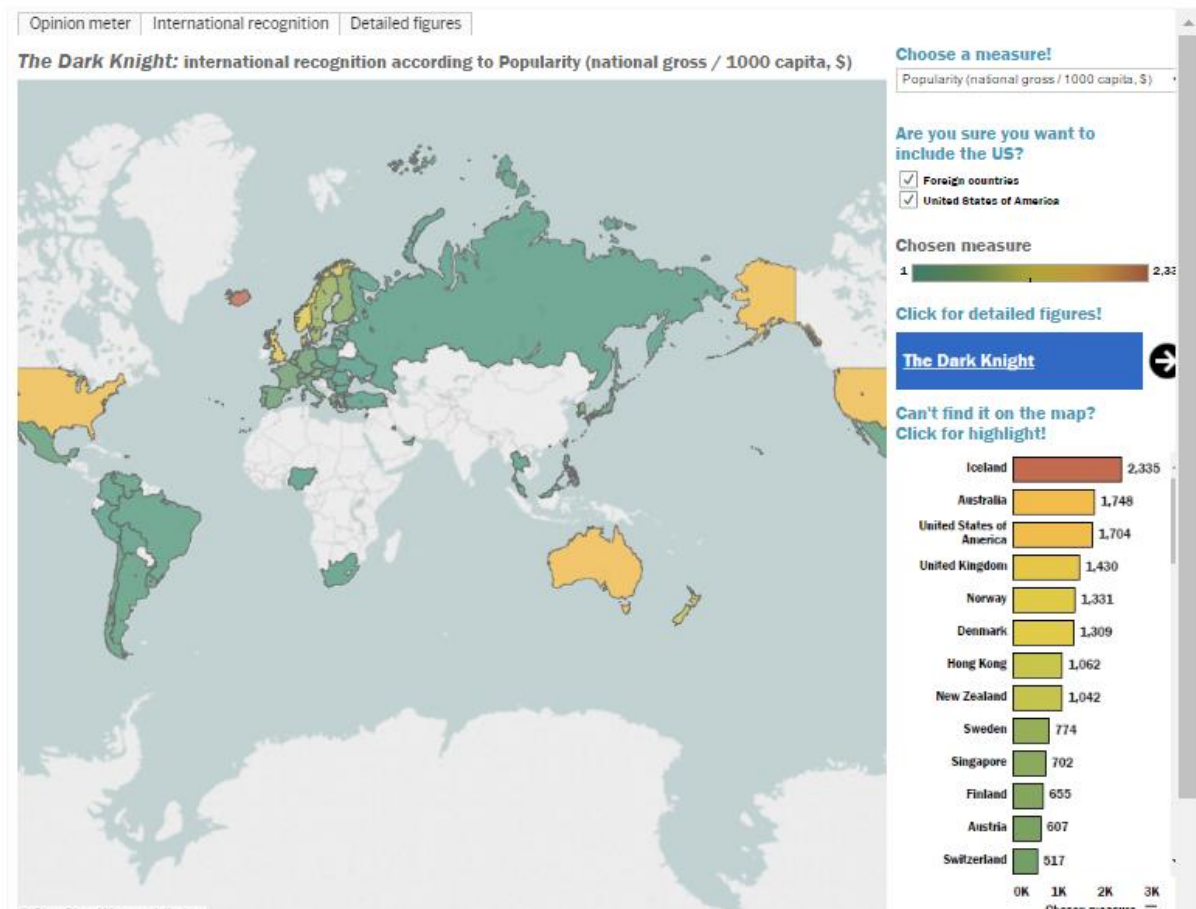 Opinion meter
International recognition
Detailed figures
The Dark Knight: international recognition according to Popularity (national gross / 1000 capita, $)
Choose a measure!
Popularity (national gross / 1000 capita, $)
Are you sure you want to
include the US?
Foreign countries
United States of America
Chosen measure
1
2,33
Click for detailed figures!
The Dark Knight
Can't find it on the map?
Click for highlight!
Iceland 2,335
Australia 1,748
United States of
America 1,704
United Kingdom 1,430
Norway 1,331
Denmark 1,309
Hong Kong 1,062
New Zealand 1,042
Sweden 774
Singapore 702
Finland 655
Austria 607
Switzerland 517
0K 1K 2K 3K
Chosen measure